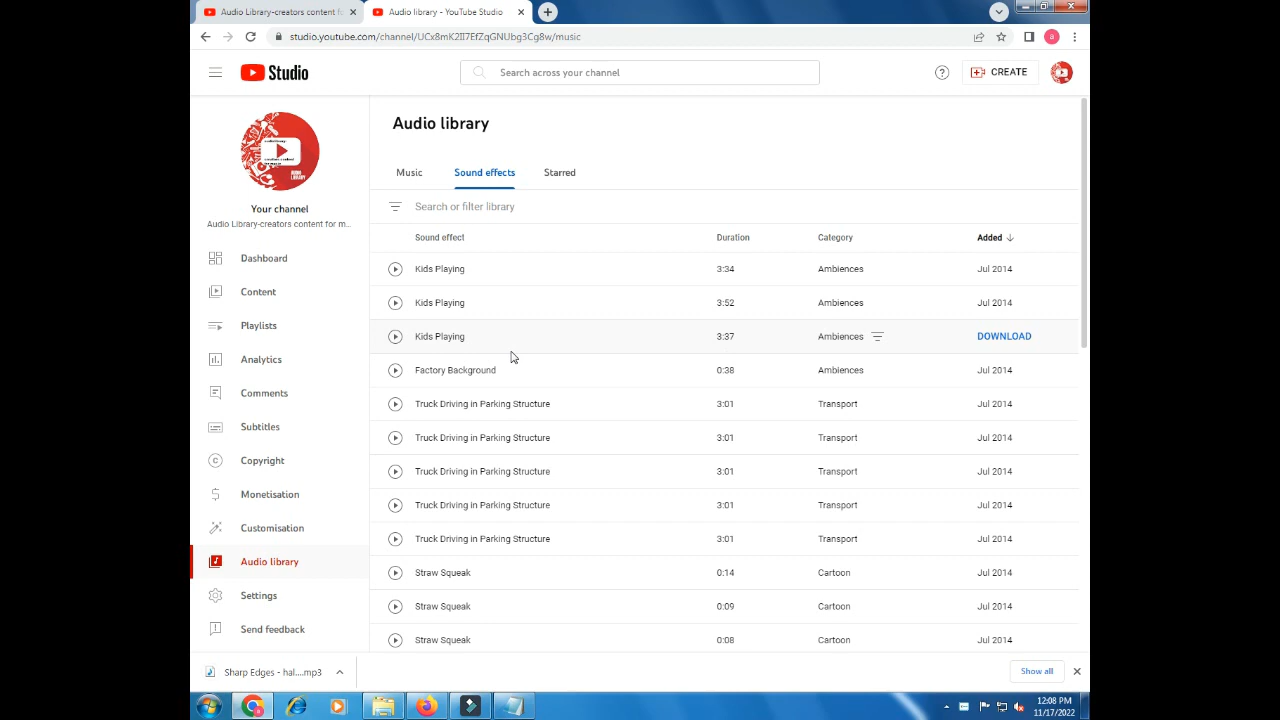 Audio Library-creators content fo
Audio library - YouTube Studio
studio.youtube.com/channel/UCx8mK2II7EfZqGNUbg3Cg8w/music
a
Studio
Search across your channel
CREATE
Audio library
Music
Sound effects
Starred
Search or filter library
Your channel
Audio Library-creators content for m...
Dashboard
Content
Playlists
Analytics
Comments
Subtitles
Copyright
Monetisation
Customisation
Audio library
Settings
Send feedback
Sound effect Duration Category Added
Kids Playing 3:34 Ambiences Jul 2014
Kids Playing 3:52 Ambiences Jul 2014
Kids Playing 3:37 Ambiences DOWNLOAD
Factory Background 0:38 Ambiences Jul 2014
Truck Driving in Parking Structure 3:01 Transport Jul 2014
Truck Driving in Parking Structure 3:01 Transport Jul 2014
Truck Driving in Parking Structure 3:01 Transport Jul 2014
Truck Driving in Parking Structure 3:01 Transport Jul 2014
Truck Driving in Parking Structure 3:01 Transport Jul 2014
Straw Squeak 0:14 Cartoon Jul 2014
Straw Squeak 0:09 Cartoon Jul 2014
Straw Squeak 0:08 Cartoon Jul 2014
Sharp Edges - hal....mp3
Show all
12:08 PM
11/17/2022